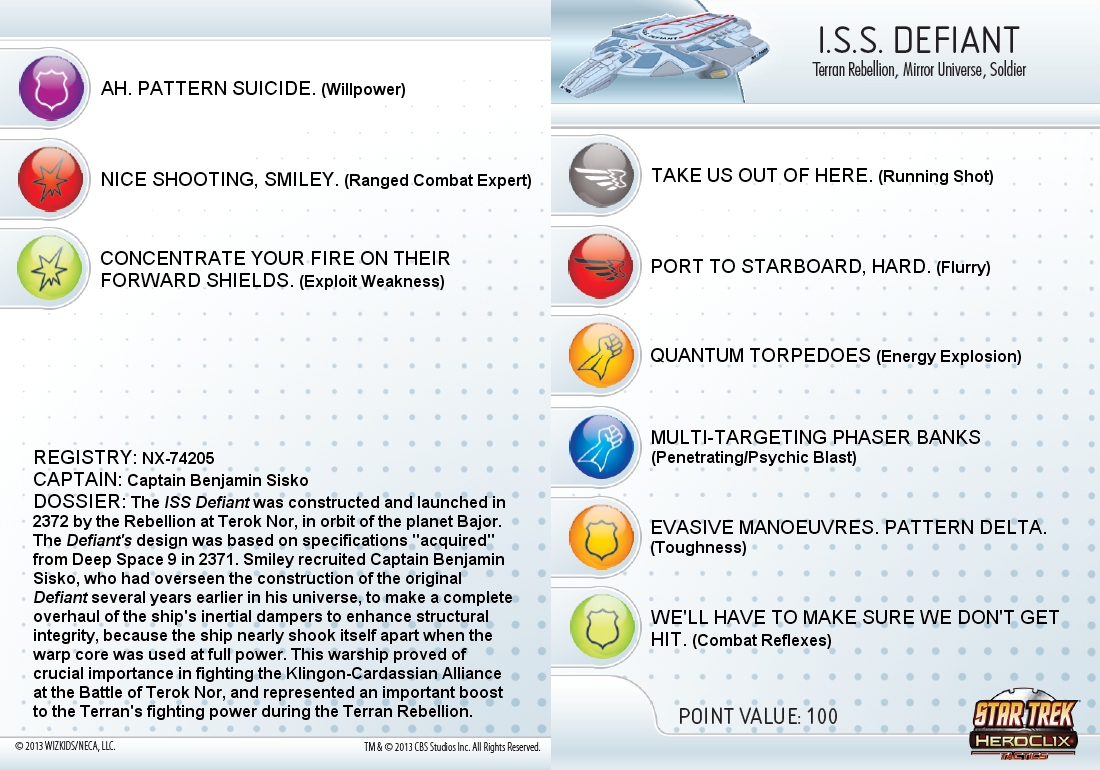 AH. PATTERN SUICIDE. (Willpower)
NICE SHOOTING, SMILEY. (Ranged Combat Expert)
CONCENTRATE YOUR FIRE ON THEIR
FORWARD SHIELDS. (Exploit Weakness)
REGISTRY: NX-74205
CAPTAIN: Captain Benjamin Sisko
DOSSIER: The ISS Defiant was constructed and launched in
2372 by the Rebellion at Terok Nor, in orbit of the planet Bajor.
The Defiant's design was based on specifications "acquired"
from Deep Space 9 in 2371. Smiley recruited Captain Benjamin
Sisko, who had overseen the construction of the original
Defiant several years earlier in his universe, to make a complete
overhaul of the ship's inertial dampers to enhance structural
integrity, because the ship nearly shook itself apart when the
warp core was used at full power. This warship proved of
crucial importance in fighting the Klingon-Cardassian Alliance
at the Battle of Terok Nor, and represented an important boost
to the Terran's fighting power during the Terran Rebellion.
© 2013 WIZKIDS/NECA, LLC.
TM & © 2013 CBS Studios Inc. All Rights Reserved.
I.S.S. DEFIANT
Terran Rebellion, Mirror Universe, Soldier
TAKE US OUT OF HERE. (Running Shot)
PORT TO STARBOARD, HARD. (Flurry)
QUANTUM TORPEDOES (Energy Explosion)
MULTI-TARGETING PHASER BANKS
(Penetrating/Psychic Blast)
EVASIVE MANOEUVRES. PATTERN DELTA.
(Toughness)
WE'LL HAVE TO MAKE SURE WE DON'T GET
HIT. (Combat Reflexes)
POINT VALUE: 100
STAR TREK
HEROCLIX
TACTICS